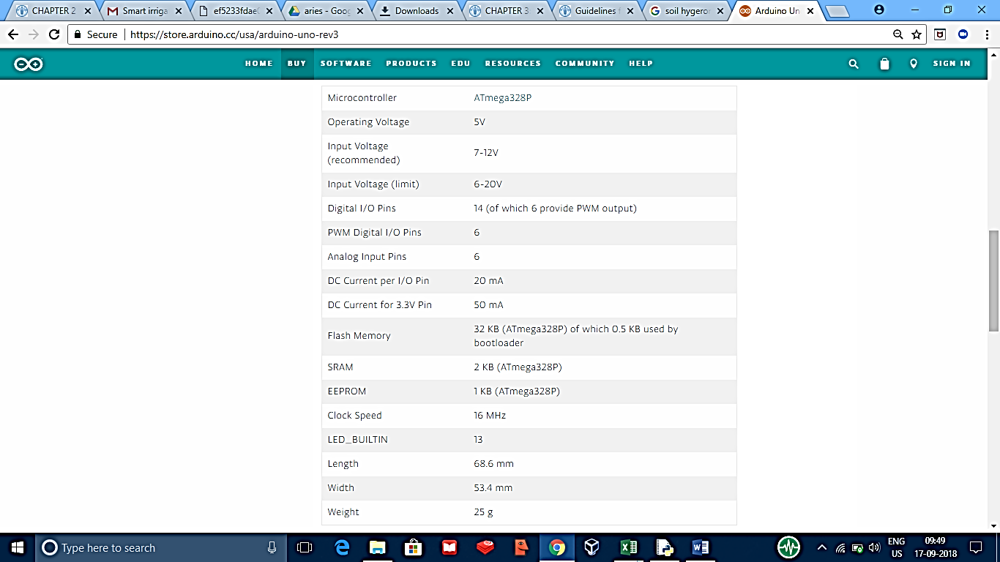 CHAPTER 2
Smart irriga
ef5233fdae
aries - Goog
Downloads
CHAPTER 3
Guidelines f
soil hygeror
Arduino Un
Secure
https://store.arduino.cc/usa/arduino-uno-rev3
HOME BUY SOFTWARE PRODUCTS EDU RESOURCES COMMUNITY HELP SIGN IN
Microcontroller ATmega328P
Operating Voltage 5V
Input Voltage
(recommended) 7-12V
Input Voltage (limit) 6-20V
Digital I/O Pins 14 (of which 6 provide PWM output)
PWM Digital I/O Pins 6
Analog Input Pins 6
DC Current per I/O Pin 20 mA
DC Current for 3.3V Pin 50 mA
Flash Memory 32 KB (ATmega328P) of which 0.5 KB used by
bootloader
SRAM 2 KB (ATmega328P)
EEPROM 1 KB (ATmega328P)
Clock Speed 16 MHz
LED_BUILTIN 13
Length 68.6 mm
Width 53.4 mm
Weight 25 g
Type here to search
ENG
US
09:49
17-09-2018